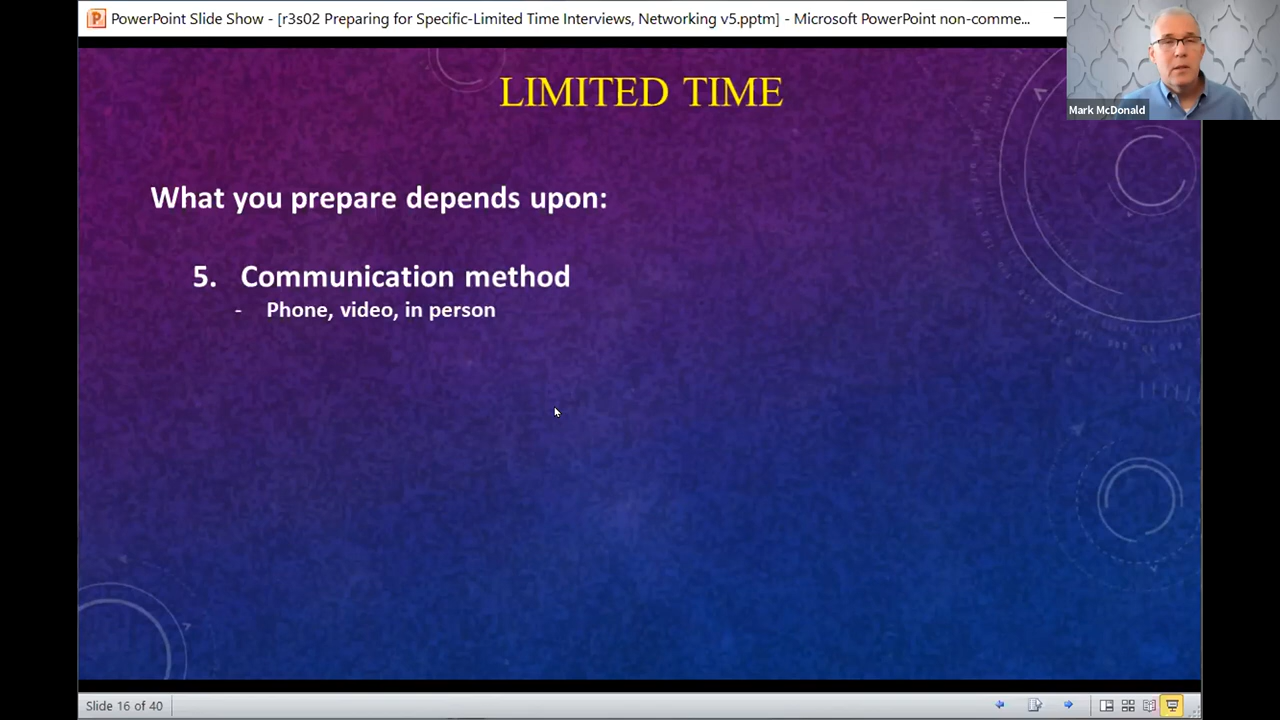 PowerPoint Slide Show - [r3s02 Preparing for Specific-Limited Time Interviews, Networking v5.pptm] - Microsoft PowerPoint non-comme...
Mark McDonald
LIMITED TIME
What you prepare depends upon:
5. Communication method
- Phone, video, in person
Slide 16 of 40